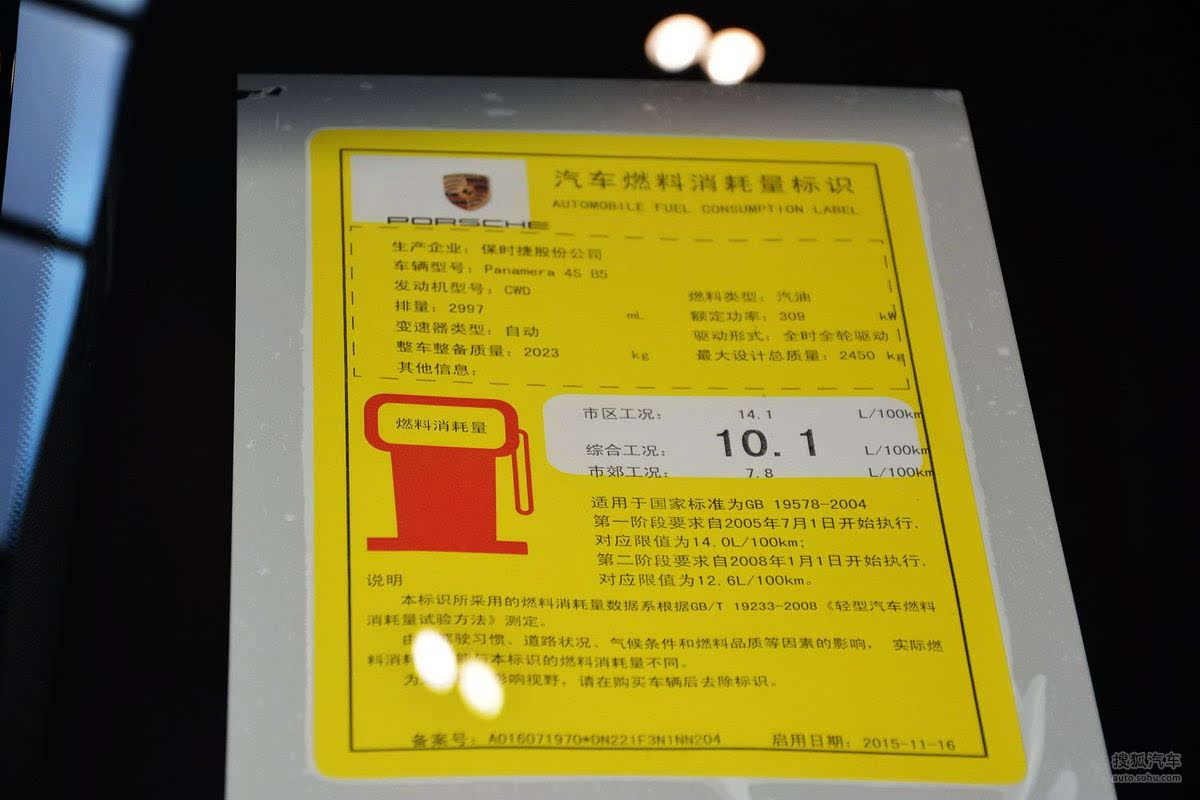 汽车燃料消耗量标识
AUTOMOBILE FUEL CONSUMPTION LABEL
PORSCHE
生产企业: 保时捷股份公司
车辆型号: Panamera 4S B5
发动机型号: CWD
燃料类型: 汽油
排量: 2997 mL
额定功率: 309 kW
变速器类型: 自动
驱动形式: 全时全轮驱动
整车整备质量: 2023 kg
最大设计总质量: 2450 kg
其他信息:
燃料消耗量
市区工况: 14.1 L/100km
综合工况: 10.1 L/100km
市郊工况: 7.8 L/100km
适用于国家标准为GB 19578-2004
第一阶段要求自2005年7月1日开始执行,
对应限值为14.0L/100km;
第二阶段要求自2008年1月1日开始执行,
对应限值为12.6L/100km。
说明
本标识所采用的燃料消耗量数据系根据GB/T 19233-2008《轻型汽车燃料
消耗量试验方法》测定。
由 驶习惯、道路状况、气候条件和燃料品质等因素的影响, 实际燃
料消耗 与本标识的燃料消耗量不同。
为 影响视野, 请在购买车辆后去除标识。
备案号: A016071970*DN221F3N1NN204
启用日期: 2015-11-16
搜狐汽车
auto.sohu.com